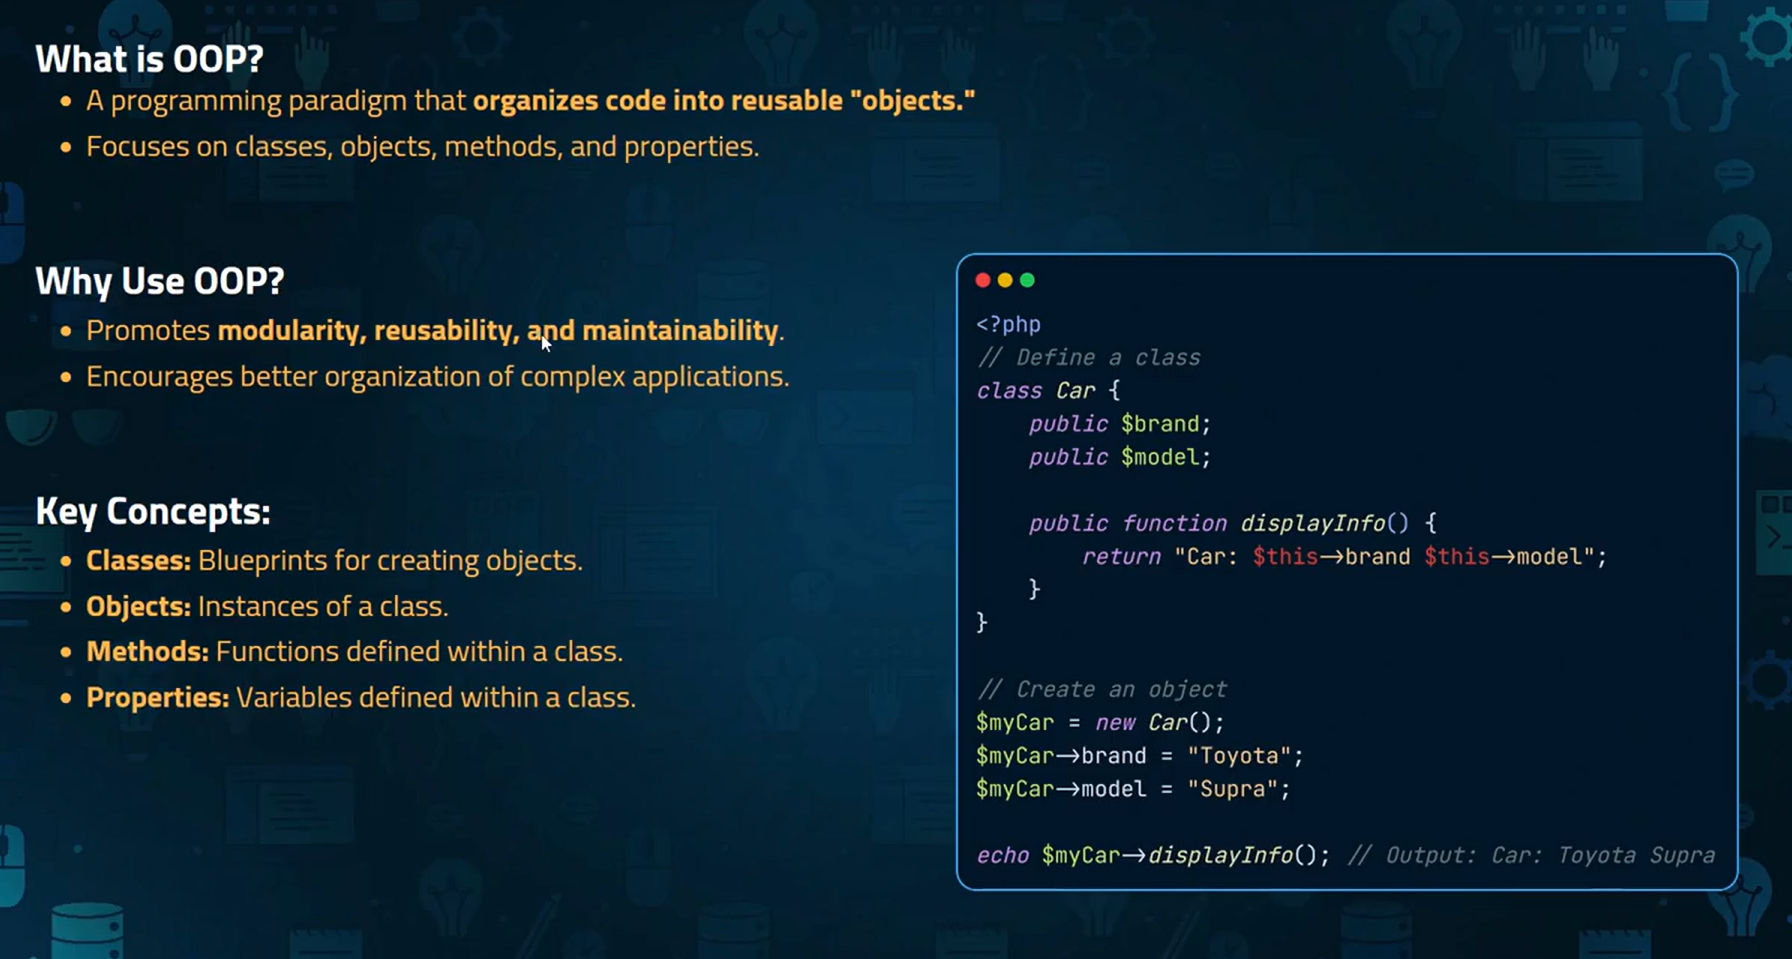 What is OOP?
• A programming paradigm that organizes code into reusable "objects."
• Focuses on classes, objects, methods, and properties.
Why Use OOP?
• Promotes modularity, reusability, and maintainability.
• Encourages better organization of complex applications.
Key Concepts:
• Classes: Blueprints for creating objects.
• Objects: Instances of a class.
• Methods: Functions defined within a class.
• Properties: Variables defined within a class.
<?php
// Define a class
class Car {
    public $brand;
    public $model;
    public function displayInfo() {
        return "Car: $this->brand $this->model";
    }
}
// Create an object
$myCar = new Car();
$myCar->brand = "Toyota";
$myCar->model = "Supra";
echo $myCar->displayInfo(); // Output: Car: Toyota Supra